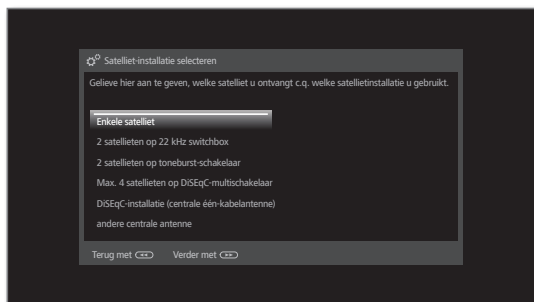 Satelliet-installatie selecteren
Gelieve hier aan te geven, welke satelliet u ontvangt c.q. welke satellietinstallatie u gebruikt.
Enkele satelliet
2 satellieten op 22 kHz switchbox
2 satellieten op toneburst-schakelaar
Max. 4 satellieten op DiSEqC-multischakelaar
DiSEqC-installatie (centrale één-kabelantenne)
andere centrale antenne
Terug met ◂◂ Verder met ▸▸